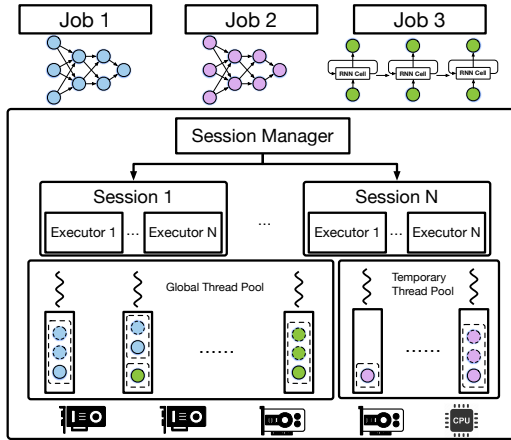 Job 1
Job 2
Job 3
RNN Cell
RNN Cell
RNN Cell
Session Manager
Session 1
Session N
...
Executor 1
...
Executor N
Executor 1
...
Executor N
Global Thread Pool
Temporary
Thread Pool
......
......
CPU